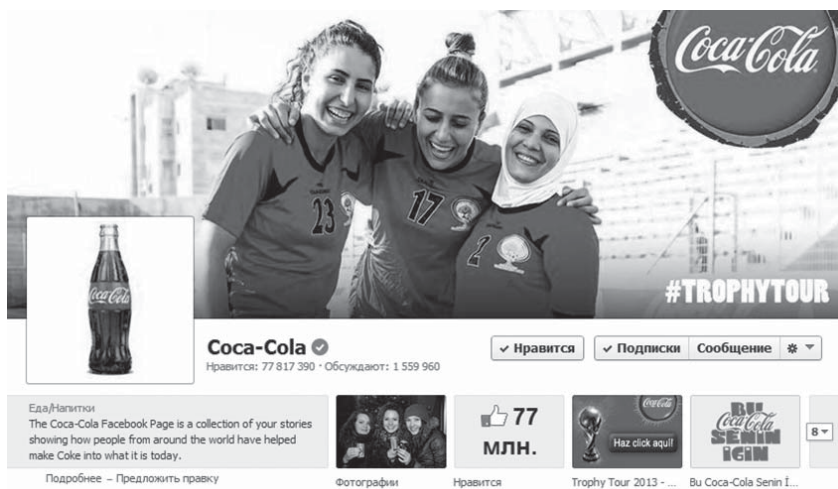 Coca-Cola
23
17
2
#TROPHYTOUR
Coca-Cola
Coca-Cola
Нравится: 77 817 390 · Обсуждают: 1 559 960
Нравится
Подписки
Сообщение
Еда/Напитки
The Coca-Cola Facebook Page is a collection of your stories
showing how people from around the world have helped
make Coke into what it is today.
Подробнее – Предложить правку
Фотографии
77
МЛН.
Нравится
Coca-Cola
Haz click aquí!
Trophy Tour 2013 - ...
BU
Coca-Cola
SENİN
İÇİN
Bu Coca-Cola Senin İ...
8